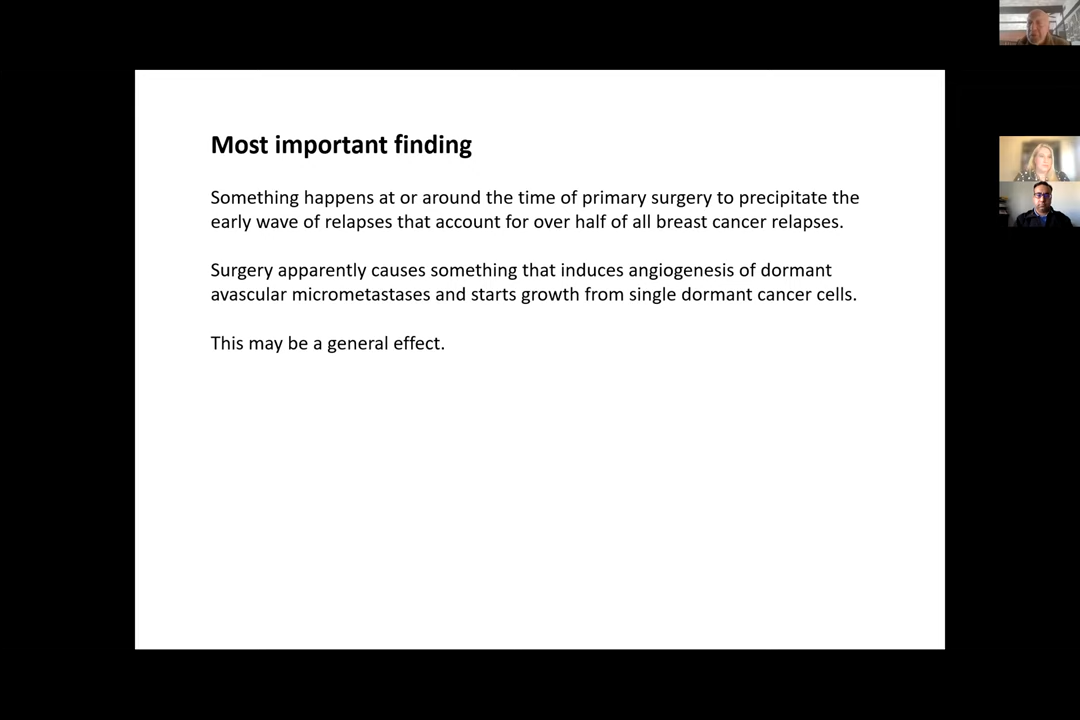 Most important finding
Something happens at or around the time of primary surgery to precipitate the
early wave of relapses that account for over half of all breast cancer relapses.
Surgery apparently causes something that induces angiogenesis of dormant
avascular micrometastases and starts growth from single dormant cancer cells.
This may be a general effect.